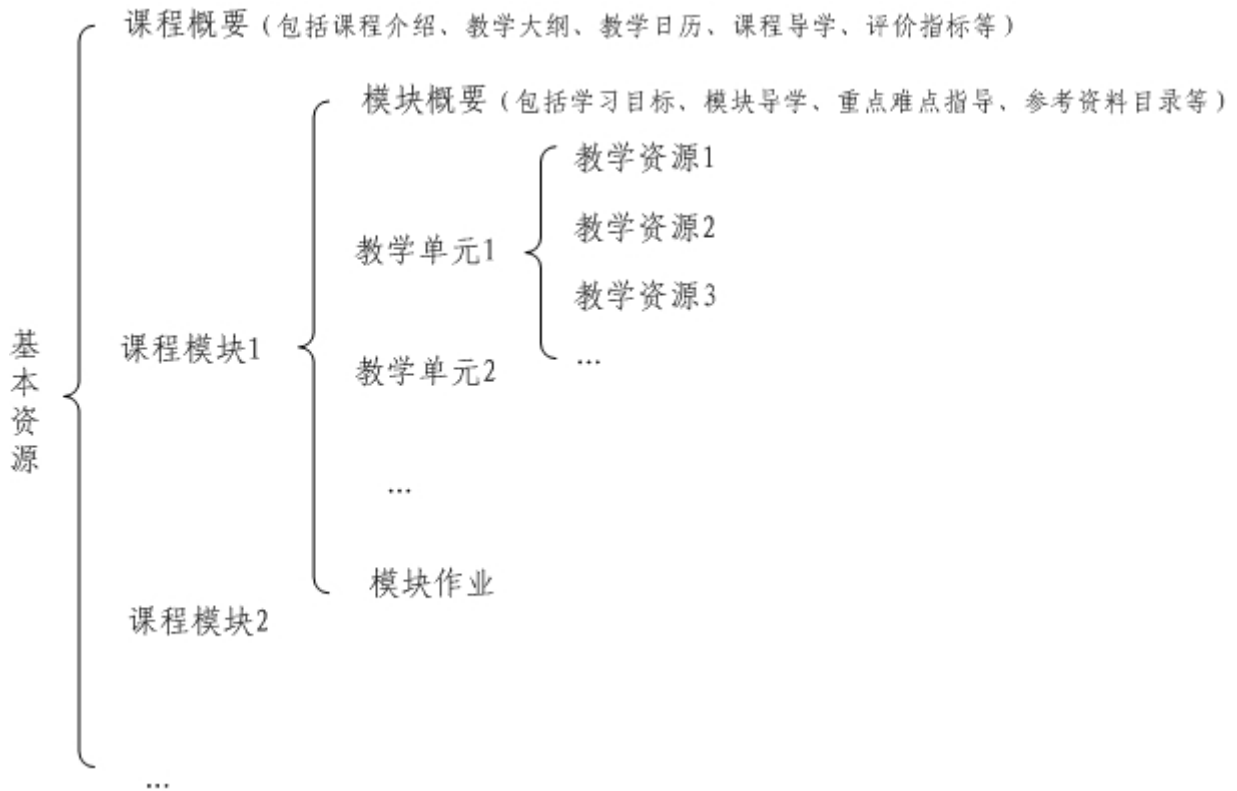 课程概要（包括课程介绍、教学大纲、教学日历、课程导学、评价指标等）
模块概要（包括学习目标、模块导学、重点难点指导、参考资料目录等）
教学资源1
教学资源2
教学单元1
教学资源3
基本资源
课程模块1
...
教学单元2
...
模块作业
课程模块2
...